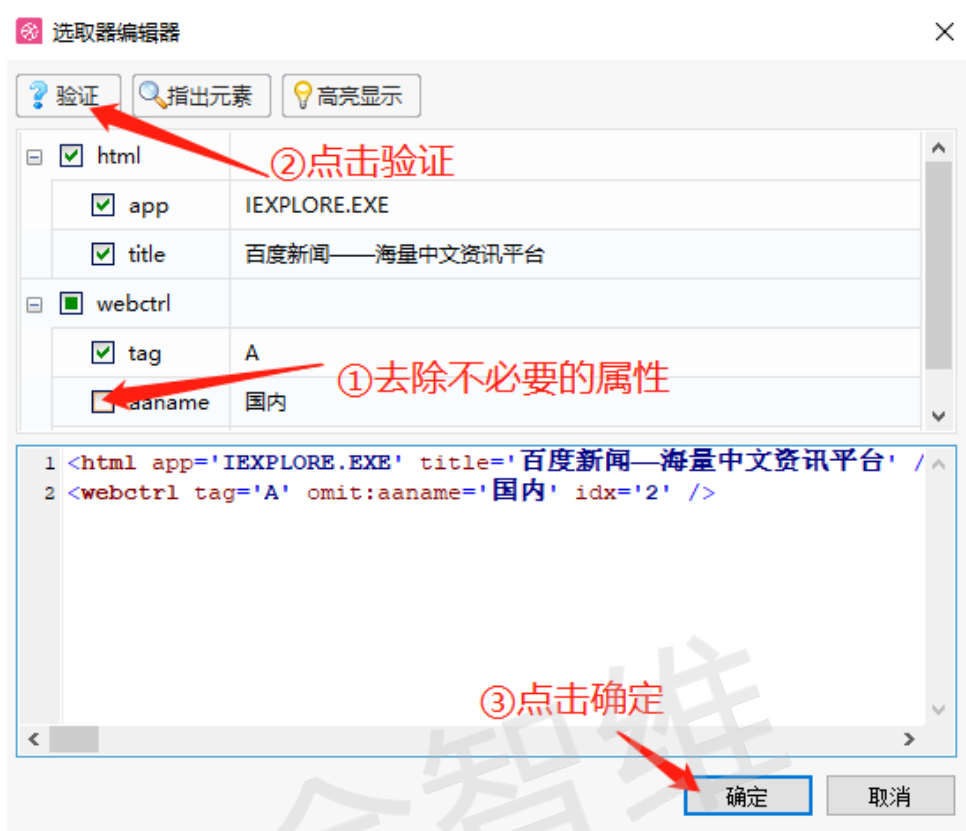 选取器编辑器
验证 指出元素 高亮显示
html
②点击验证
app IEXPLORE.EXE
title 百度新闻——海量中文资讯平台
webctrl
tag A
①去除不必要的属性
aaname 国内
1 <html app='IEXPLORE.EXE' title='百度新闻—海量中文资讯平台' /
2 <webctrl tag='A' omit:aaname='国内' idx='2' />
③点击确定
确定 取消